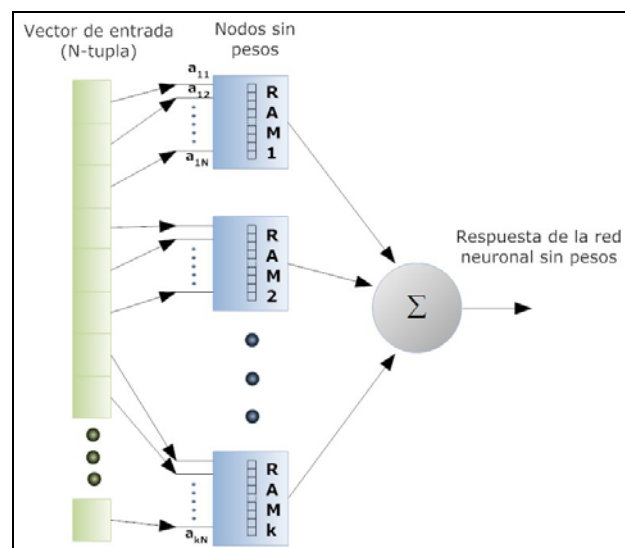 Vector de entrada
(N-tupla)
Nodos sin
pesos
a11
a12
a1N
R
A
M
1
R
A
M
2
Σ
Respuesta de la red
neuronal sin pesos
R
A
M
k
akN